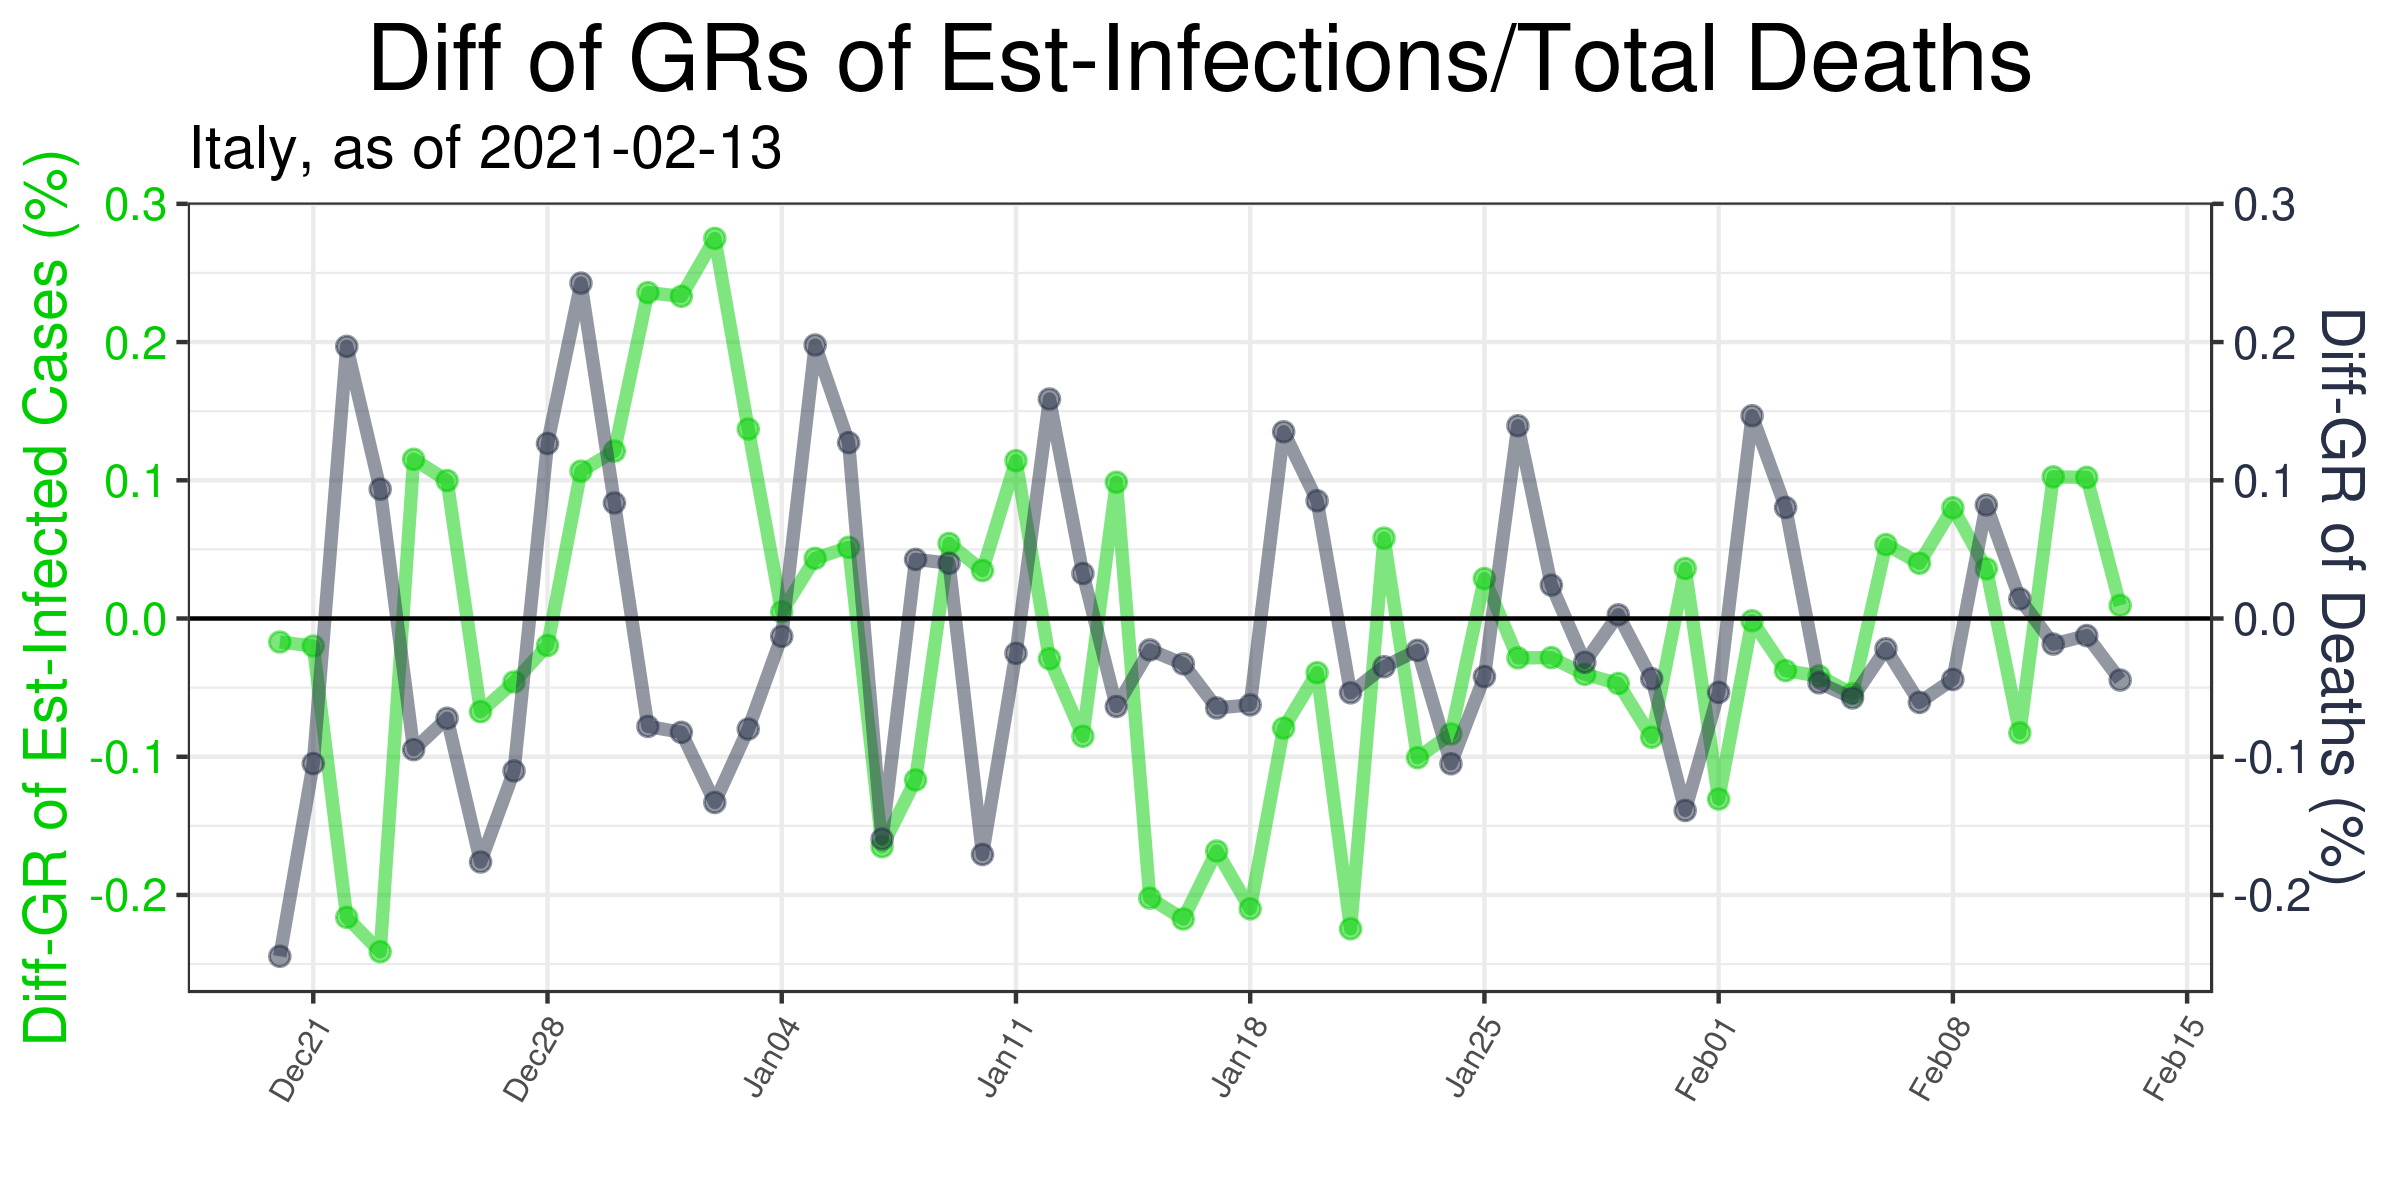 Diff of GRs of Est-Infections/Total Deaths
Italy, as of 2021-02-13
Diff-GR of Est-Infected Cases (%)
0.3
0.2
0.1
0.0
-0.1
-0.2
0.3
0.2
0.1
0.0
-0.1
-0.2
Diff-GR of Deaths (%)
Dec21
Dec28
Jan04
Jan11
Jan18
Jan25
Feb01
Feb08
Feb15